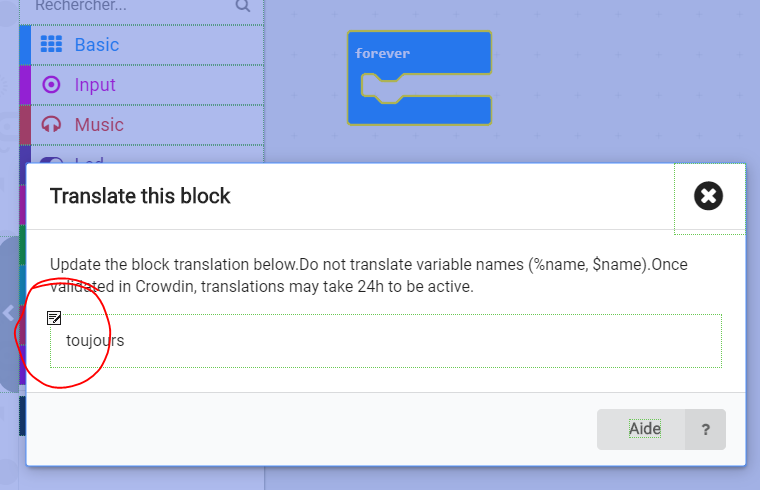 Rechercher...
Basic
Input
Music
Led
forever
Translate this block
Update the block translation below.Do not translate variable names (%name, $name).Once
validated in Crowdin, translations may take 24h to be active.
toujours
Aide
?